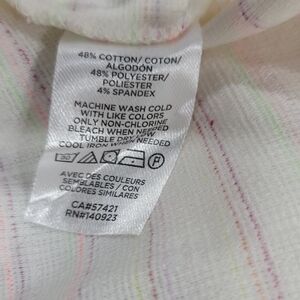 48% COTTON/ COTON/
ALGODÓN
48% POLYESTER/
POLIESTER
4% SPANDEX
MACHINE WASH COLD
WITH LIKE COLORS
ONLY NON-CHLORINE
BLEACH WHEN NEEDED
TUMBLE DRY
COOL IRON WHEN NEEDED
AVEC DES COULEURS
SEMBLABLES / CON
COLORES SIMILARES
CA#57421
RN#140923